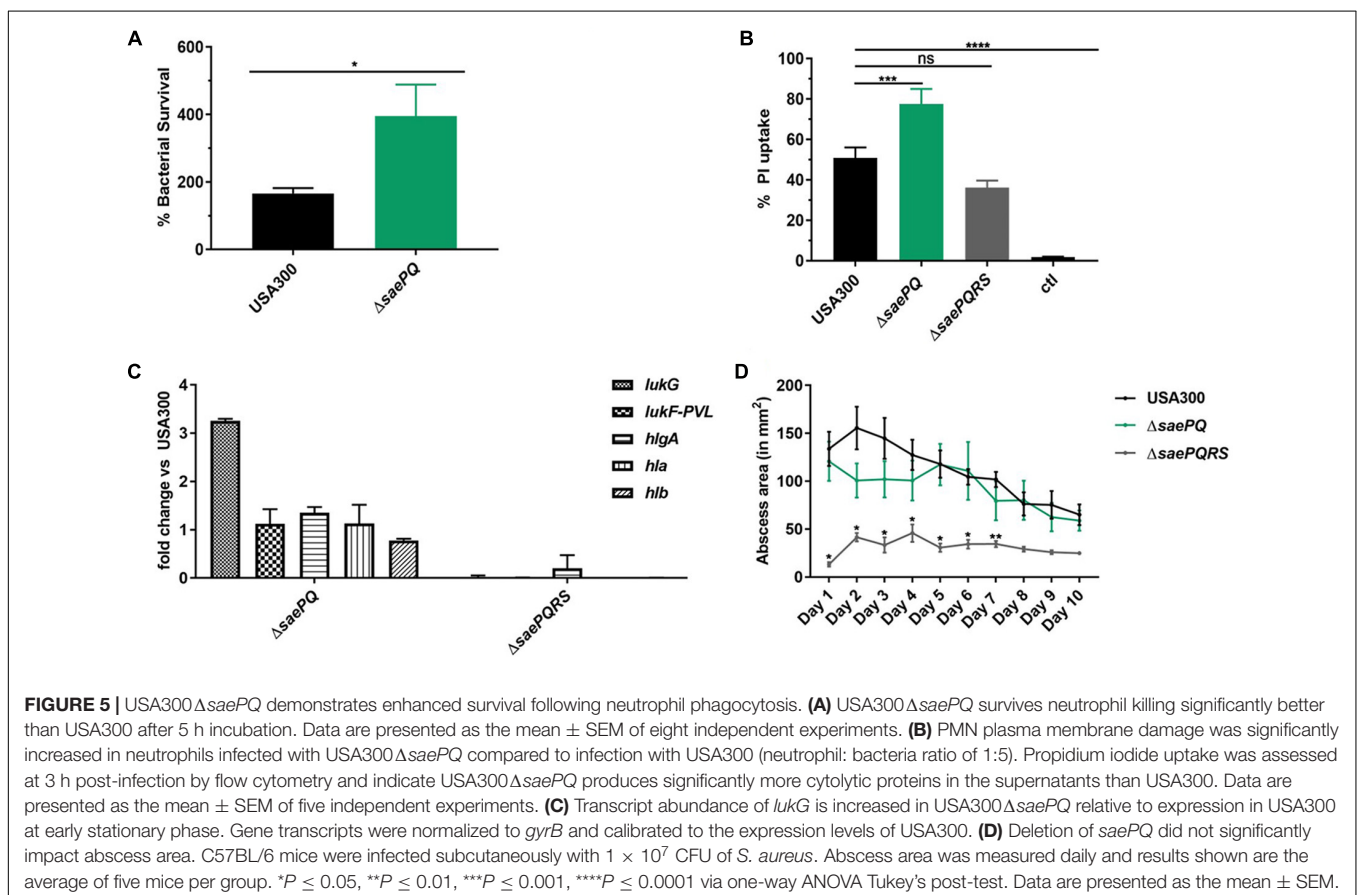 A
% Bacterial Survival
600
400
200
0
*
USA300
ΔsaePQ
B
% PI uptake
100
80
60
40
20
0
****
ns
***
USA300
ΔsaePQ
ΔsaePQRS
ctl
C
fold change vs USA300
4
3
2
1
0
ΔsaePQ
ΔsaePQRS
lukG
lukF-PVL
hlgA
hla
hlb
D
Abscess area (in mm²)
200
150
100
50
0
* * * * * * **
Day 1 Day 2 Day 3 Day 4 Day 5 Day 6 Day 7 Day 8 Day 9 Day 10
USA300
ΔsaePQ
ΔsaePQRS
FIGURE 5 | USA300ΔsaePQ demonstrates enhanced survival following neutrophil phagocytosis. (A) USA300ΔsaePQ survives neutrophil killing significantly better
than USA300 after 5 h incubation. Data are presented as the mean ± SEM of eight independent experiments. (B) PMN plasma membrane damage was significantly
increased in neutrophils infected with USA300ΔsaePQ compared to infection with USA300 (neutrophil: bacteria ratio of 1:5). Propidium iodide uptake was assessed
at 3 h post-infection by flow cytometry and indicate USA300ΔsaePQ produces significantly more cytolytic proteins in the supernatants than USA300. Data are
presented as the mean ± SEM of five independent experiments. (C) Transcript abundance of lukG is increased in USA300ΔsaePQ relative to expression in USA300
at early stationary phase. Gene transcripts were normalized to gyrB and calibrated to the expression levels of USA300. (D) Deletion of saePQ did not significantly
impact abscess area. C57BL/6 mice were infected subcutaneously with 1 × 10⁷ CFU of S. aureus. Abscess area was measured daily and results shown are the
average of five mice per group. *P ≤ 0.05, **P ≤ 0.01, ***P ≤ 0.001, ****P ≤ 0.0001 via one-way ANOVA Tukey's post-test. Data are presented as the mean ± SEM.